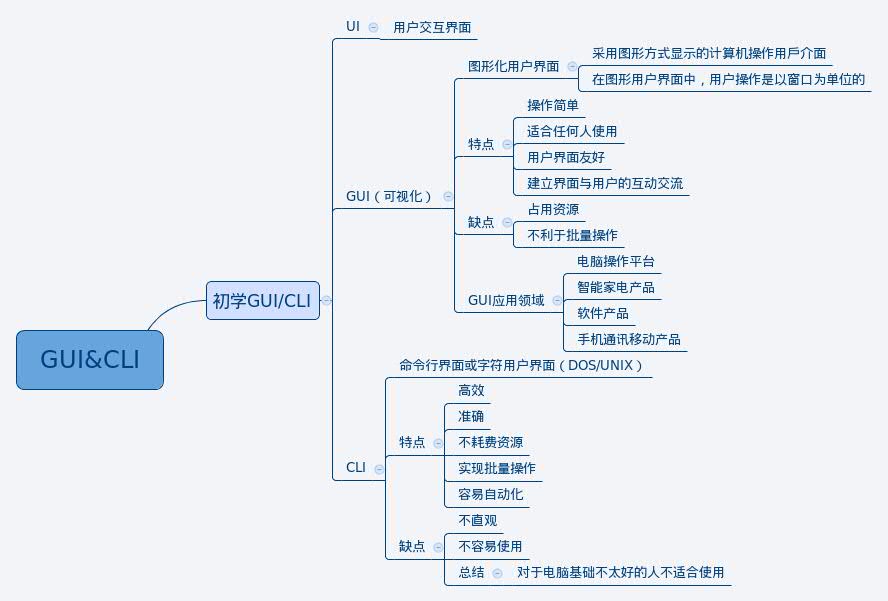 GUI&CLI
初学GUI/CLI
UI
用户交互界面
GUI（可视化）
图形化用户界面
采用图形方式显示的计算机操作用戶介面
在图形用户界面中，用户操作是以窗口为单位的
特点
操作简单
适合任何人使用
用户界面友好
建立界面与用户的互动交流
缺点
占用资源
不利于批量操作
GUI应用领域
电脑操作平台
智能家电产品
软件产品
手机通讯移动产品
CLI
命令行界面或字符用户界面（DOS/UNIX）
特点
高效
准确
不耗费资源
实现批量操作
容易自动化
缺点
不直观
不容易使用
总结
对于电脑基础不太好的人不适合使用